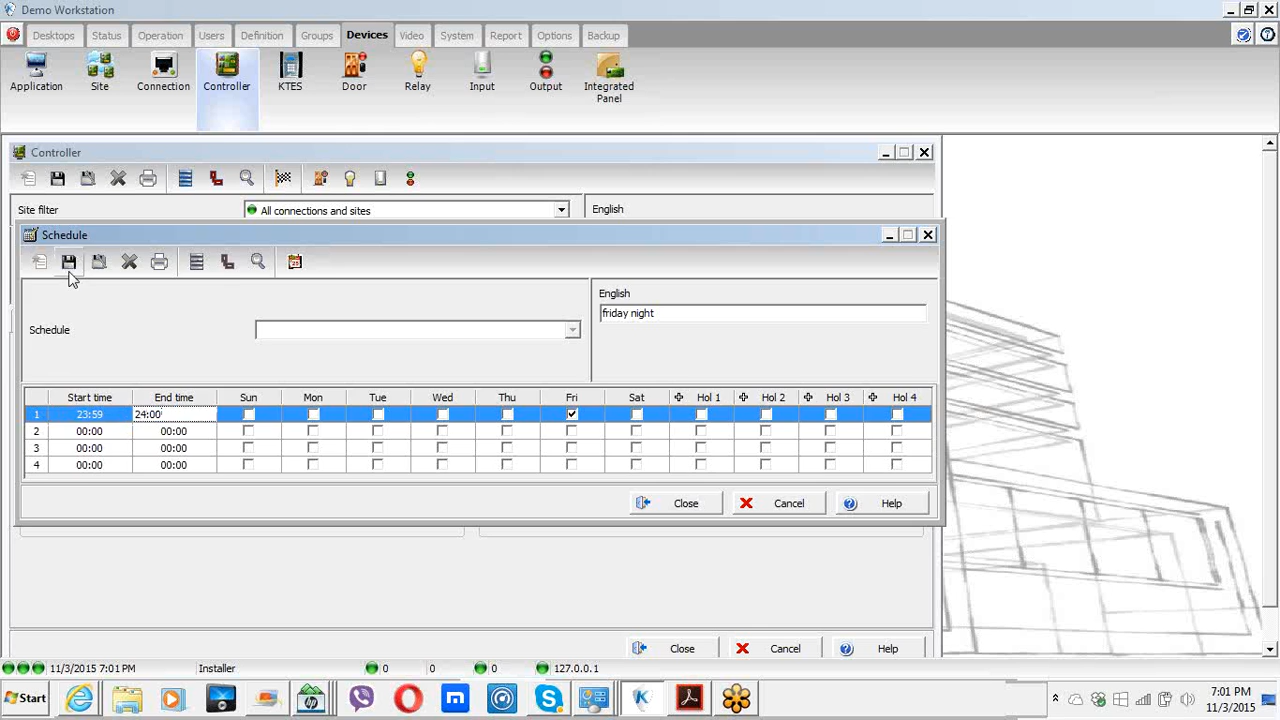 Demo Workstation
Desktops Status Operation Users Definition Groups Devices Video System Report Options Backup
Application Site Connection Controller KTES Door Relay Input Output Integrated Panel
Controller
Site filter All connections and sites English
Schedule
English
friday night
Schedule
Start time End time Sun Mon Tue Wed Thu Fri Sat Hol 1 Hol 2 Hol 3 Hol 4
1 23:59 24:00
2 00:00 00:00
3 00:00 00:00
4 00:00 00:00
Close Cancel Help
Close Cancel Help
11/3/2015 7:01 PM Installer 0 0 0 127.0.0.1
Start 7:01 PM
11/3/2015